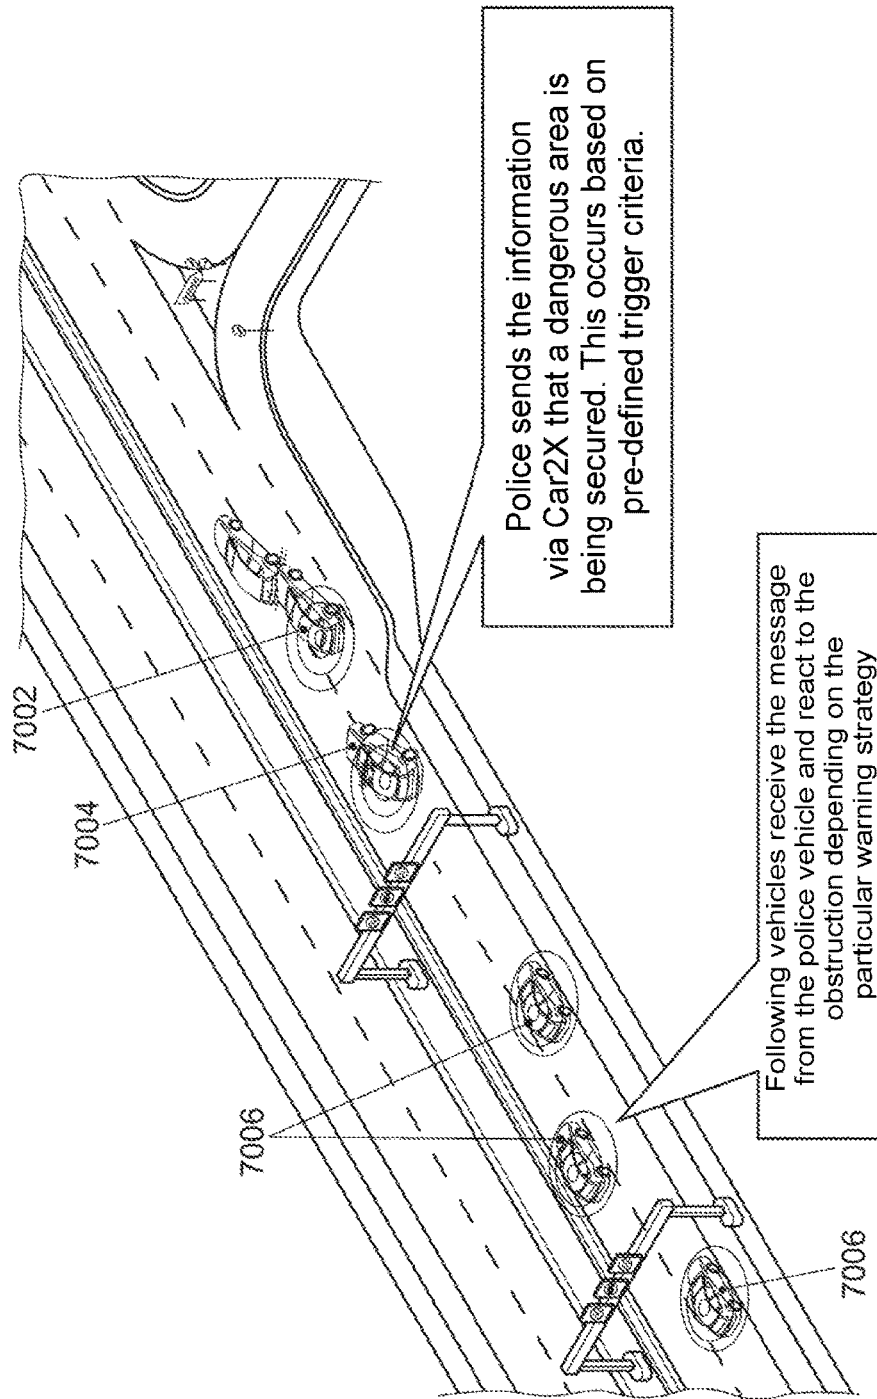 7002
7004
7006
7006
Police sends the information
via Car2X that a dangerous area is
being secured. This occurs based on
pre-defined trigger criteria.
Following vehicles receive the message
from the police vehicle and react to the
obstruction depending on the
particular warning strategy